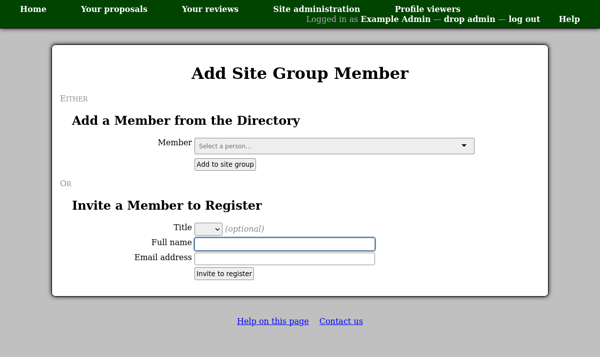 Home Your proposals Your reviews Site administration Profile viewers
Logged in as Example Admin — drop admin — log out Help
Add Site Group Member
Either
Add a Member from the Directory
Member Select a person...
Add to site group
Or
Invite a Member to Register
Title (optional)
Full name
Email address
Invite to register
Help on this page Contact us